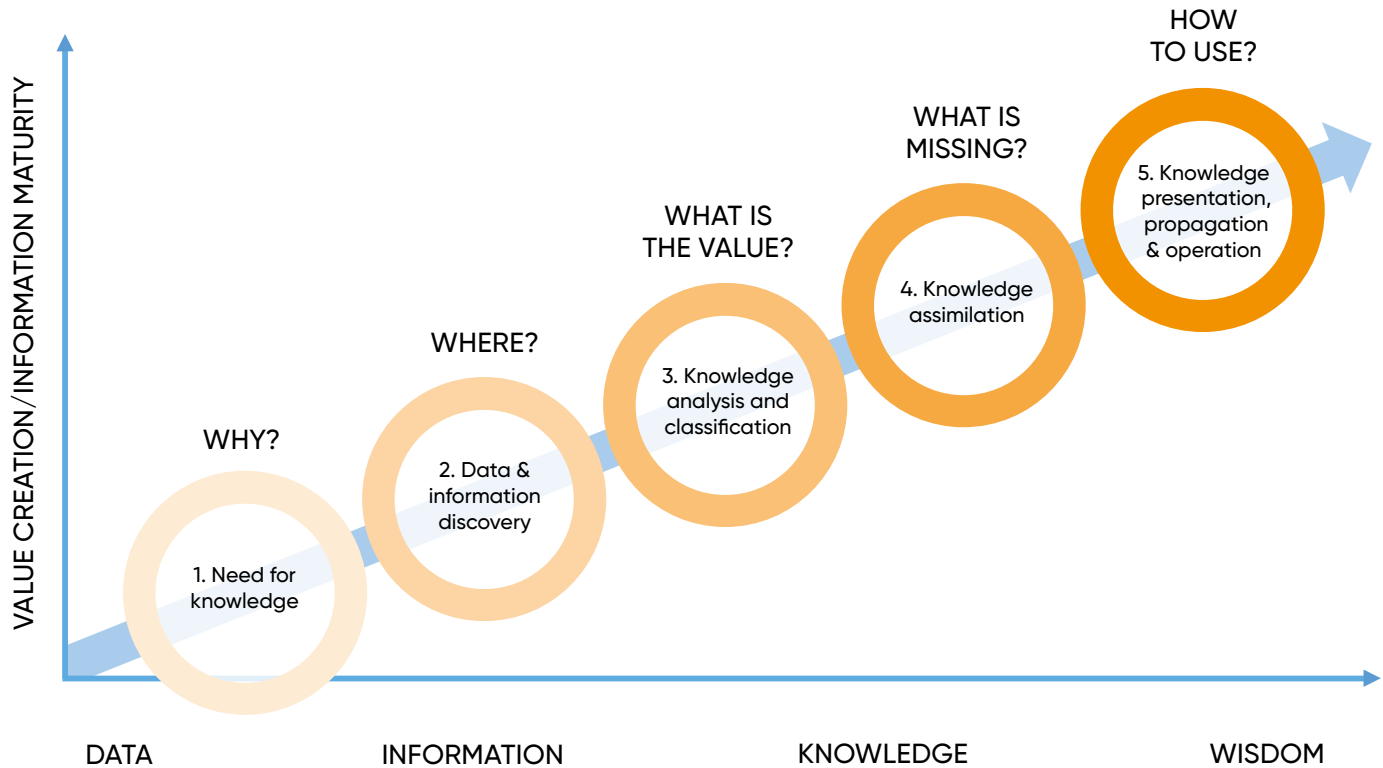 VALUE CREATION/INFORMATION MATURITY
WHY?
1. Need for
knowledge
WHERE?
2. Data &
information
discovery
WHAT IS
THE VALUE?
3. Knowledge
analysis and
classification
WHAT IS
MISSING?
4. Knowledge
assimilation
HOW
TO USE?
5. Knowledge
presentation,
propagation
& operation
DATA
INFORMATION
KNOWLEDGE
WISDOM